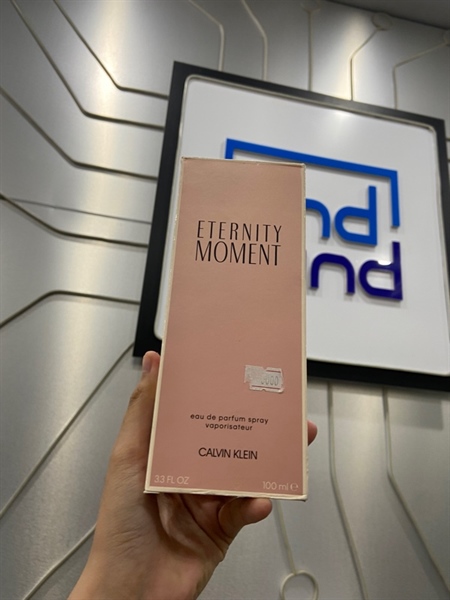 ETERNITY
MOMENT
eau de parfum spray
vaporisateur
CALVIN KLEIN
3.3 FL OZ
100 ml e
nd
nd